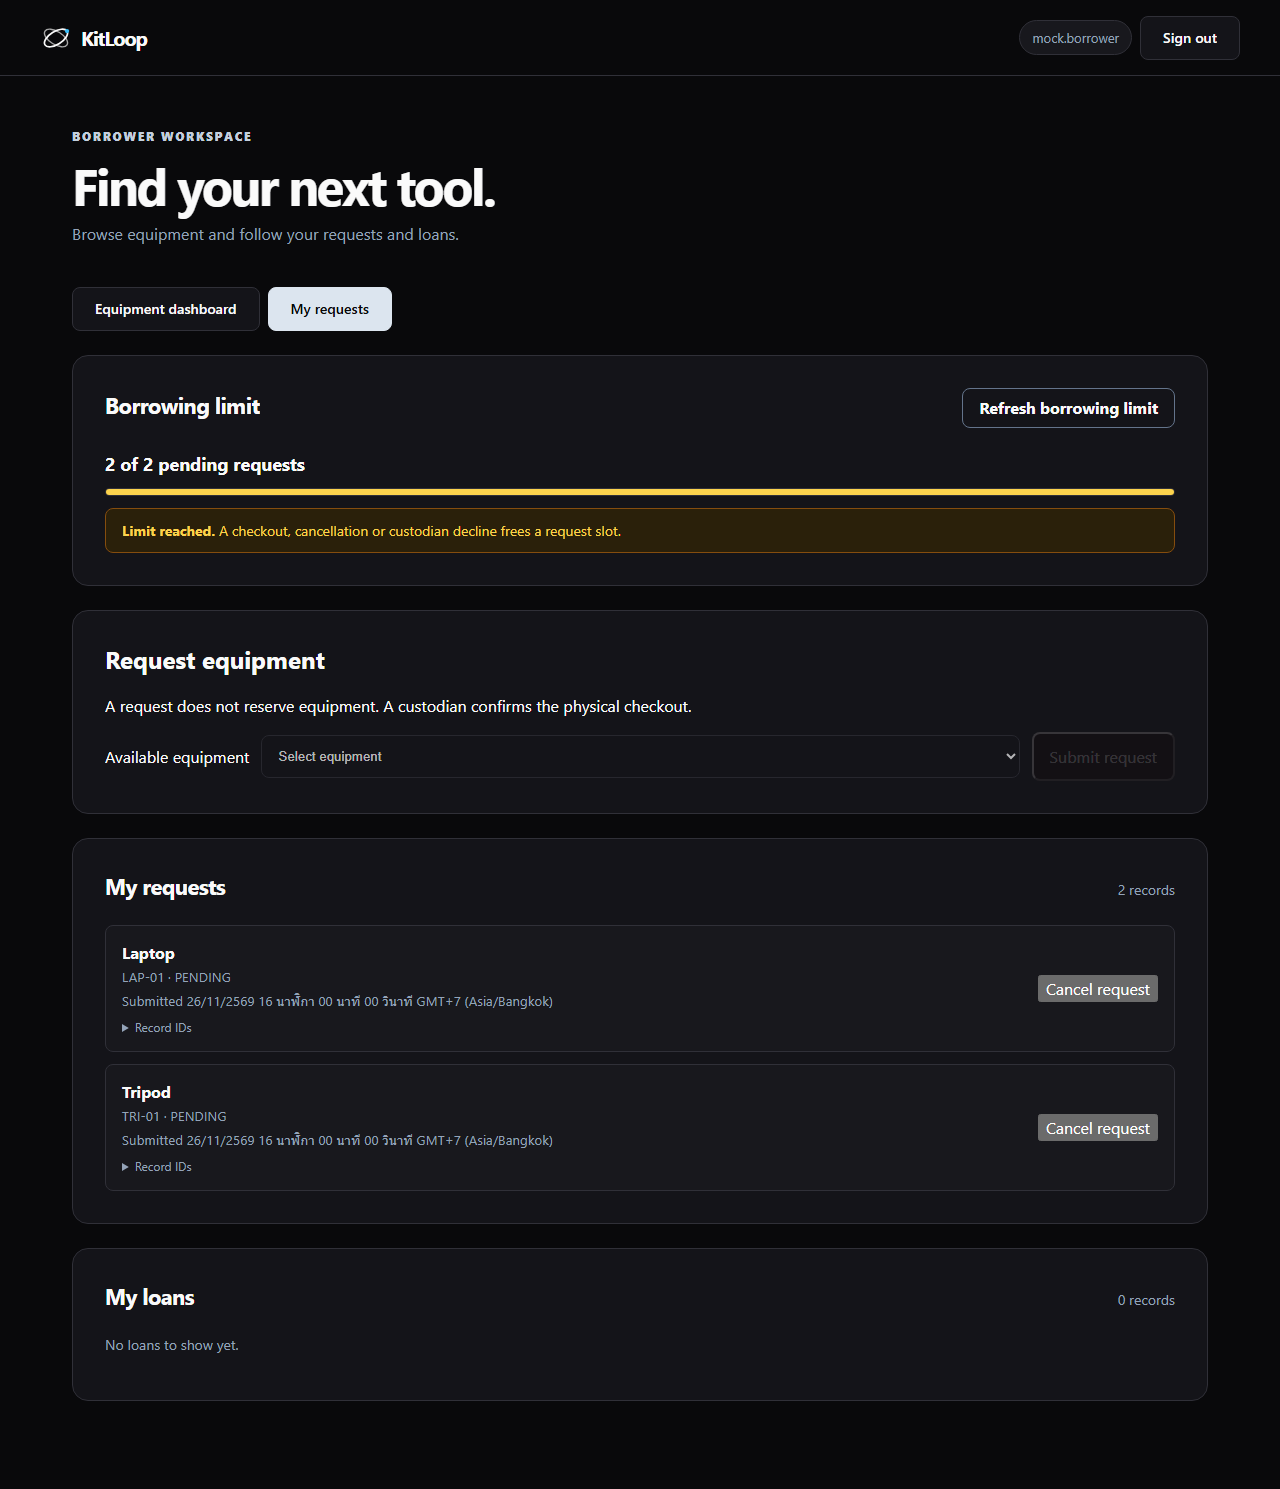 KitLoop
mock.borrower
Sign out
BORROWER WORKSPACE
Find your next tool.
Browse equipment and follow your requests and loans.
Equipment dashboard
My requests
Borrowing limit
Refresh borrowing limit
2 of 2 pending requests
Limit reached. A checkout, cancellation or custodian decline frees a request slot.
Request equipment
A request does not reserve equipment. A custodian confirms the physical checkout.
Available equipment
Select equipment
Submit request
My requests
2 records
Laptop
LAP-01 · PENDING
Submitted 26/11/2569 16 นาฬิกา 00 นาที 00 วินาที GMT+7 (Asia/Bangkok)
Record IDs
Cancel request
Tripod
TRI-01 · PENDING
Submitted 26/11/2569 16 นาฬิกา 00 นาที 00 วินาที GMT+7 (Asia/Bangkok)
Record IDs
Cancel request
My loans
0 records
No loans to show yet.